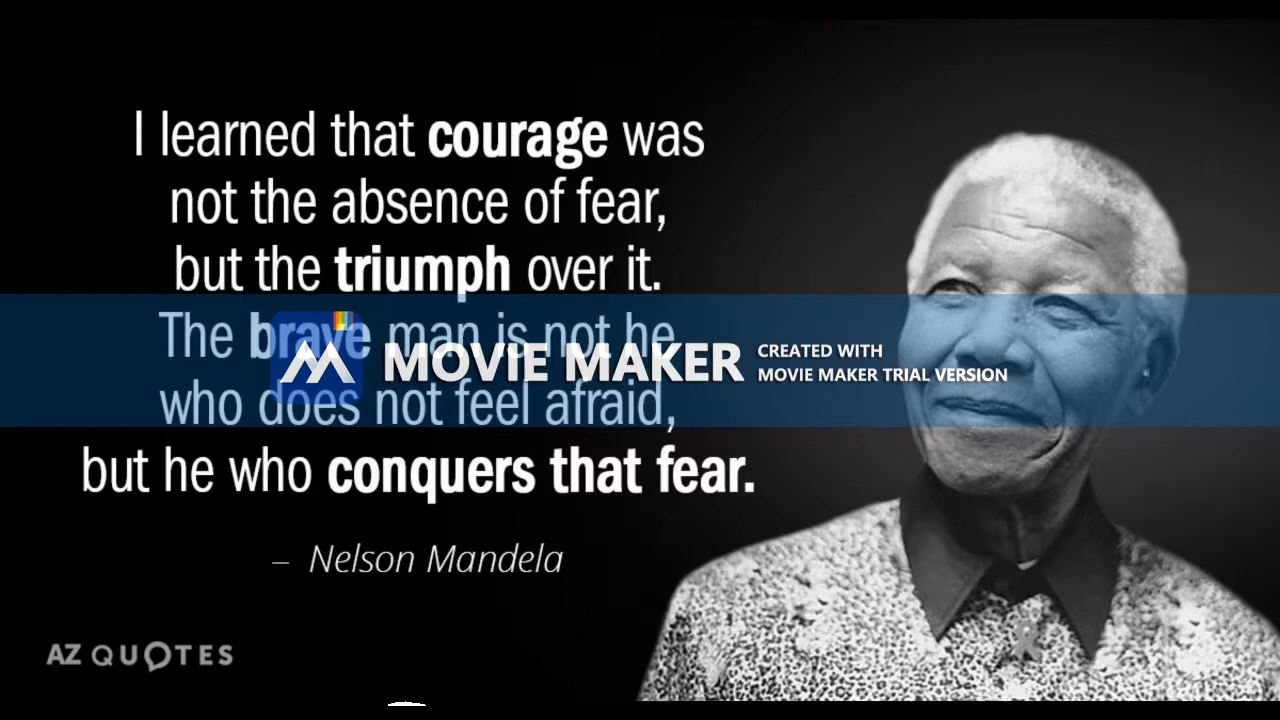 I learned that courage was
not the absence of fear,
but the triumph over it.
The brave man is not he
who does not feel afraid,
but he who conquers that fear.
– Nelson Mandela
MOVIE MAKER
CREATED WITH
MOVIE MAKER TRIAL VERSION
AZ QUOTES